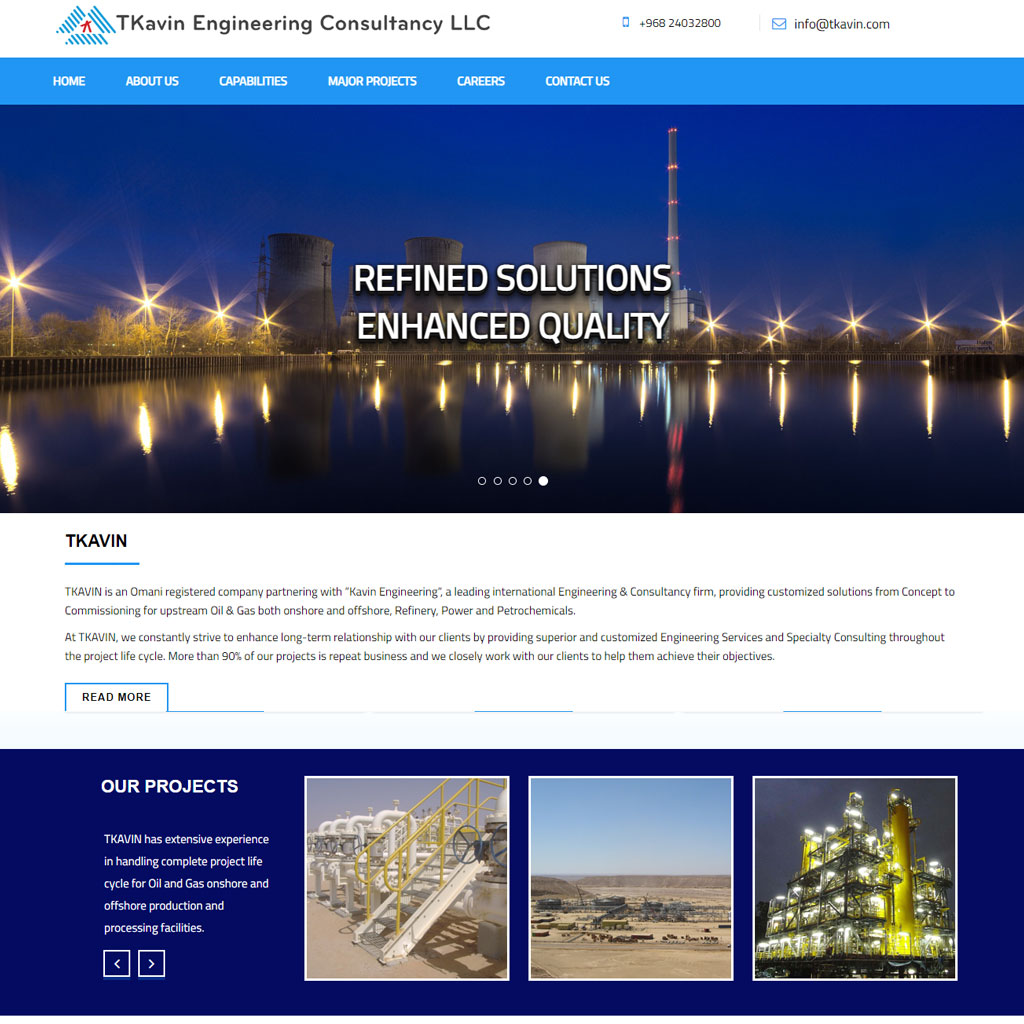 TKavin Engineering Consultancy LLC
+968 24032800
info@tkavin.com
HOME ABOUT US CAPABILITIES MAJOR PROJECTS CAREERS CONTACT US
REFINED SOLUTIONS
ENHANCED QUALITY
TKAVIN
TKAVIN is an Omani registered company partnering with “Kavin Engineering”, a leading international Engineering & Consultancy firm, providing customized solutions from Concept to
Commissioning for upstream Oil & Gas both onshore and offshore, Refinery, Power and Petrochemicals.
At TKAVIN, we constantly strive to enhance long-term relationship with our clients by providing superior and customized Engineering Services and Specialty Consulting throughout
the project life cycle. More than 90% of our projects is repeat business and we closely work with our clients to help them achieve their objectives.
READ MORE
OUR PROJECTS
TKAVIN has extensive experience
in handling complete project life
cycle for Oil and Gas onshore and
offshore production and
processing facilities.